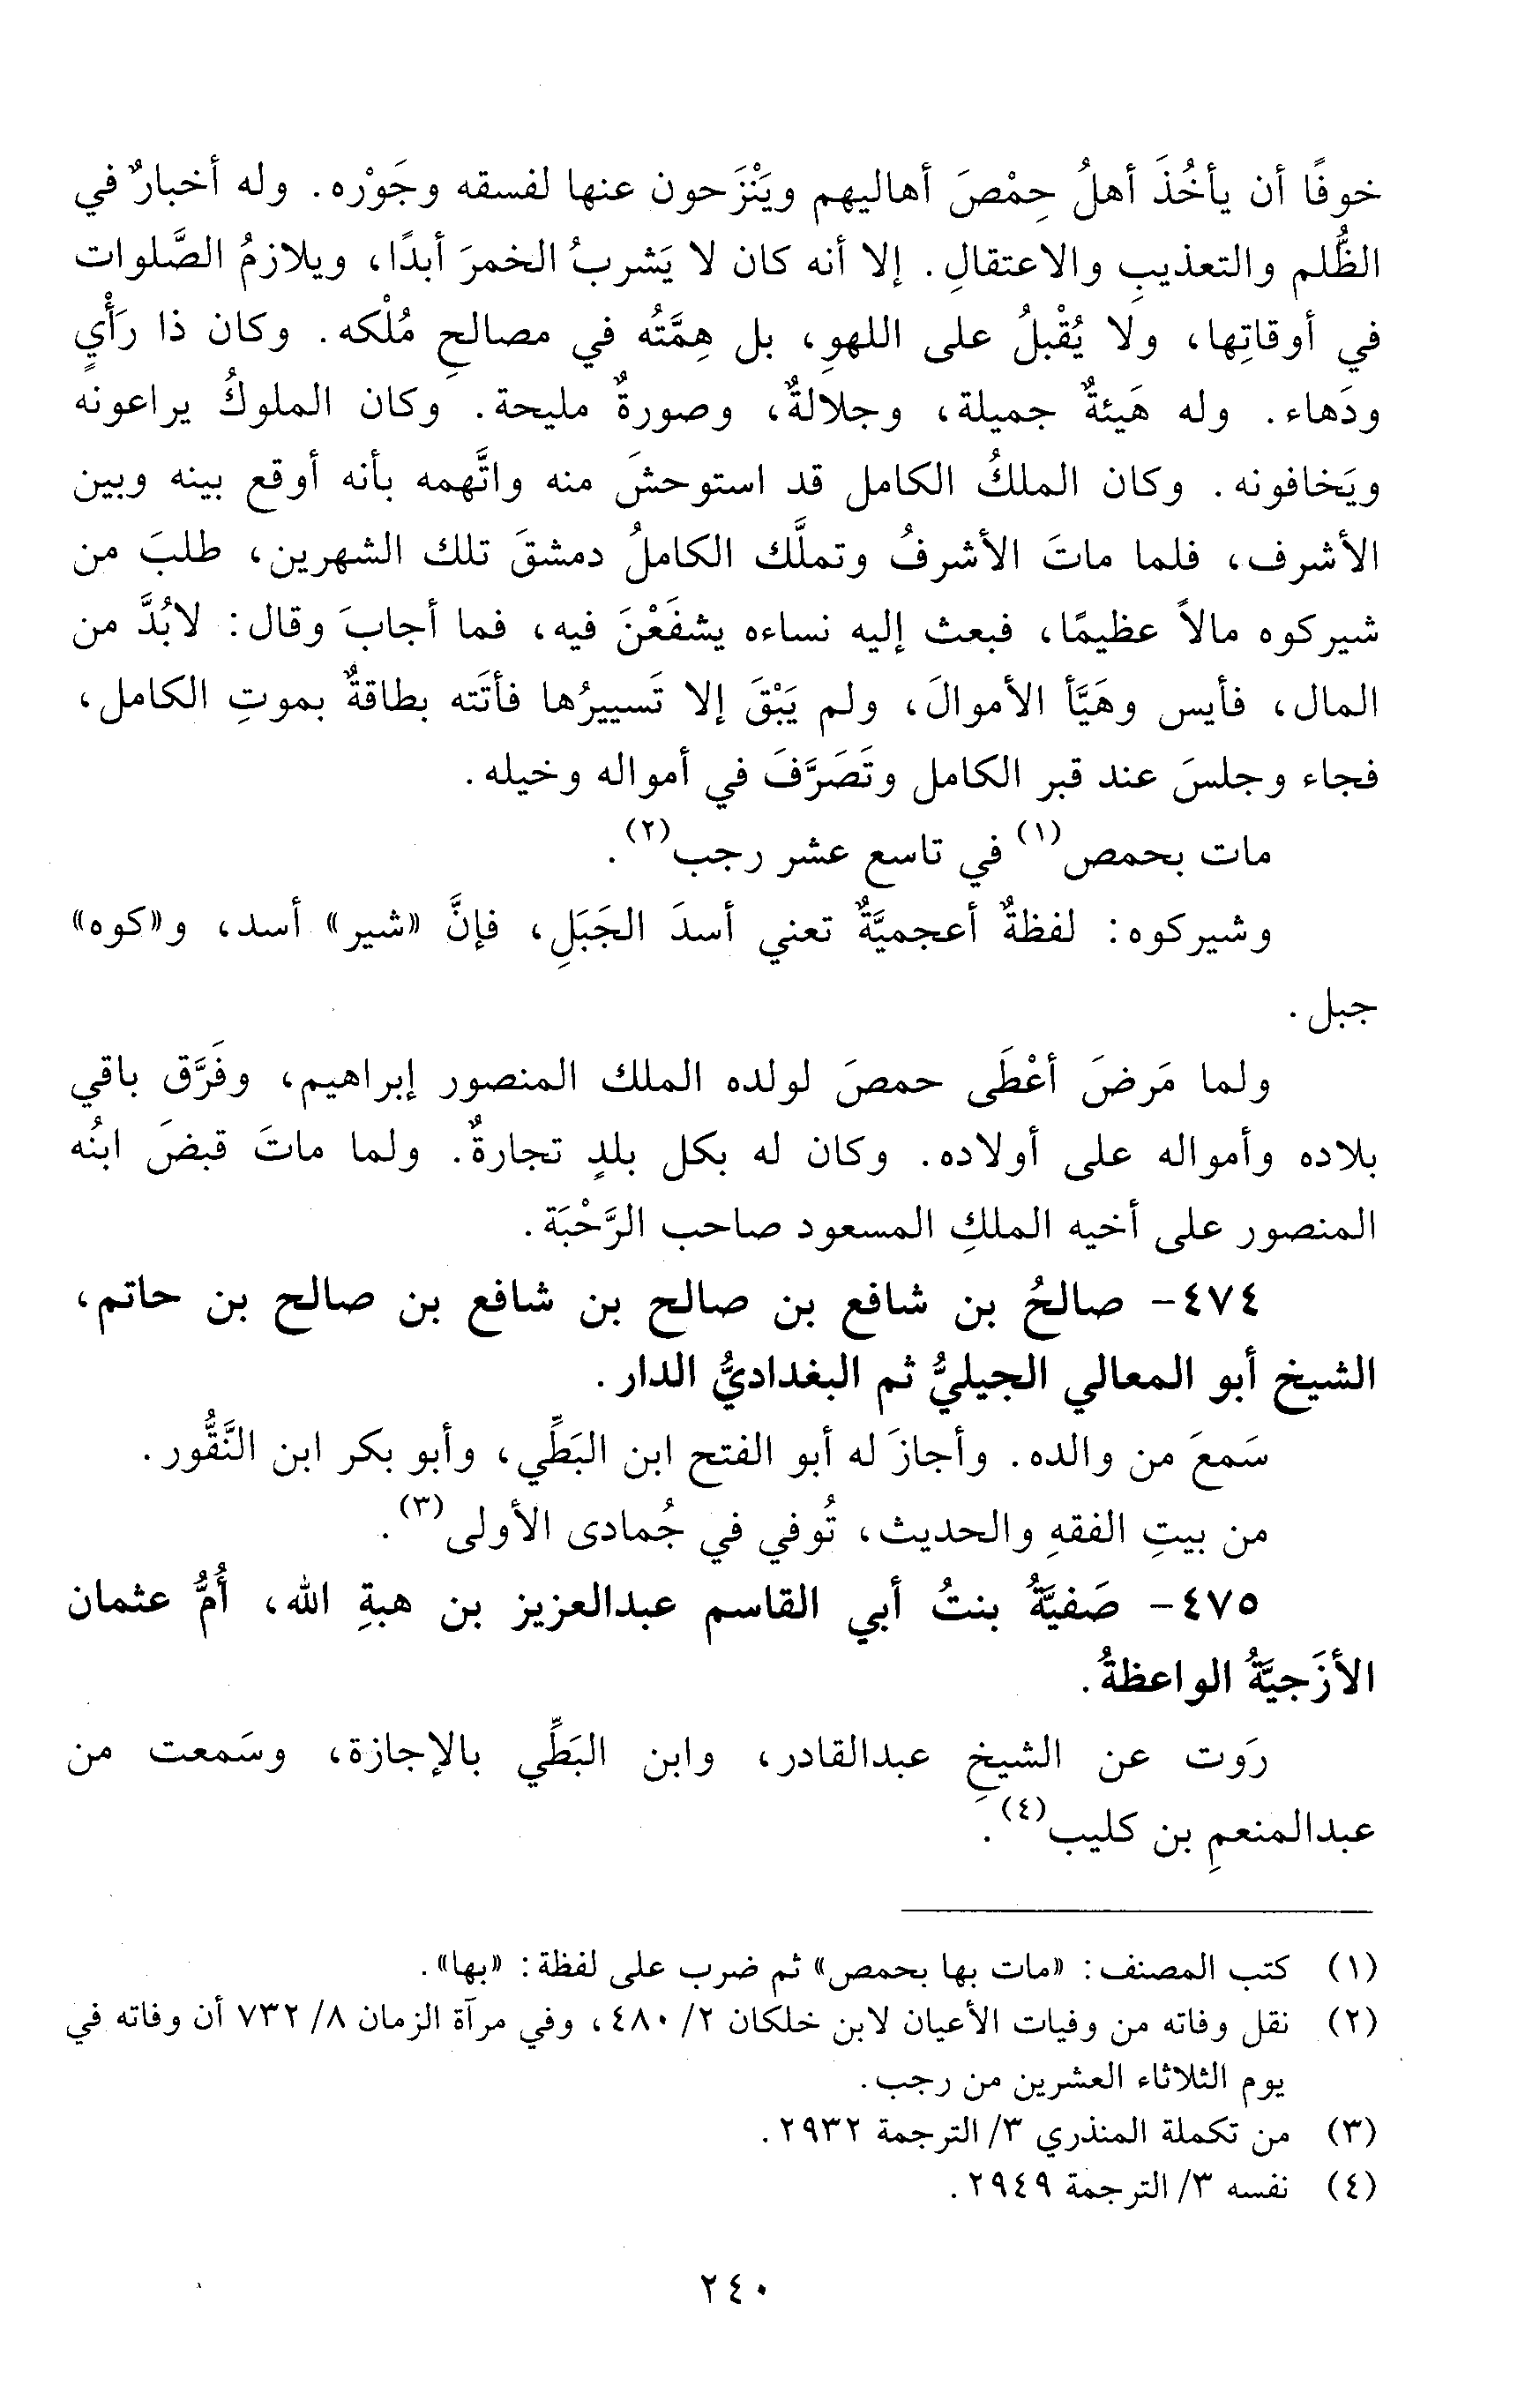 خوفًا أن يأخُذَ أهلُ حِمْصَ أهاليهم ويَنْزَحون عنها لفسقه وجَوْره. وله أخبارٌ في
الظُّلم والتعذيبِ والاعتقالِ. إلا أنه كان لا يَشربُ الخمرَ أبدًا، ويلازمُ الصَّلوات
في أوقاتِها، ولا يُقْبلُ على اللهوِ، بل هِمَّتُه في مصالحِ مُلْكه. وكان ذا رَأْيٍ
ودَهاء. وله هَيئةٌ جميلة، وجلالةٌ، وصورةٌ مليحة. وكان الملوكُ يراعونه
ويَخافونه. وكان الملكُ الكامل قد استوحشَ منه واتَّهمه بأنه أوقع بينه وبين
الأشرف، فلما ماتَ الأشرفُ وتملَّك الكاملُ دمشقَ تلك الشهرين، طلبَ من
شيركوه مالاً عظيمًا، فبعث إليه نساءه يشفَعْنَ فيه، فما أجابَ وقال: لابُدَّ من
المال، فأيس وهَيَّأ الأموالَ، ولم يَبْقَ إلا تَسييرُها فأتَته بطاقةٌ بموتِ الكامل،
فجاء وجلسَ عند قبر الكامل وتَصَرَّفَ في أمواله وخيله.
مات بحمص(١) في تاسع عشر رجب(٢).
وشيركوه: لفظةٌ أعجميَّةٌ تعني أسدَ الجَبَلِ، فإنَّ «شير» أسد، و«كوه»
جبل.
ولما مَرضَ أعْطَى حمصَ لولده الملك المنصور إبراهيم، وفَرَّق باقي
بلاده وأمواله على أولاده. وكان له بكل بلدٍ تجارةٌ. ولما ماتَ قبضَ ابنُه
المنصور على أخيه الملكِ المسعود صاحب الرَّحْبَة.
٤٧٤- صالحُ بن شافع بن صالح بن شافع بن صالح بن حاتم،
الشيخ أبو المعالي الجيليُّ ثم البغداديُّ الدار.
سَمعَ من والده. وأجازَ له أبو الفتح ابن البَطِّي، وأبو بكر ابن النَّقُّور.
من بيتِ الفقهِ والحديث، تُوفي في جُمادى الأولى(٣).
٤٧٥- صَفيَّةُ بنتُ أبي القاسم عبدالعزيز بن هبةِ الله، أُمُّ عثمان
الأزَجيَّةُ الواعظةُ.
رَوت عن الشيخِ عبدالقادر، وابن البَطِّي بالإجازة، وسَمعت من
عبدالمنعمِ بن كليب(٤).
(١) كتب المصنف: «مات بها بحمص» ثم ضرب على لفظة: «بها».
(٢) نقل وفاته من وفيات الأعيان لابن خلكان ٢/ ٤٨٠، وفي مرآة الزمان ٨/ ٧٣٢ أن وفاته في
يوم الثلاثاء العشرين من رجب.
(٣) من تكملة المنذري ٣/ الترجمة ٢٩٣٢.
(٤) نفسه ٣/ الترجمة ٢٩٤٩.
٢٤٠